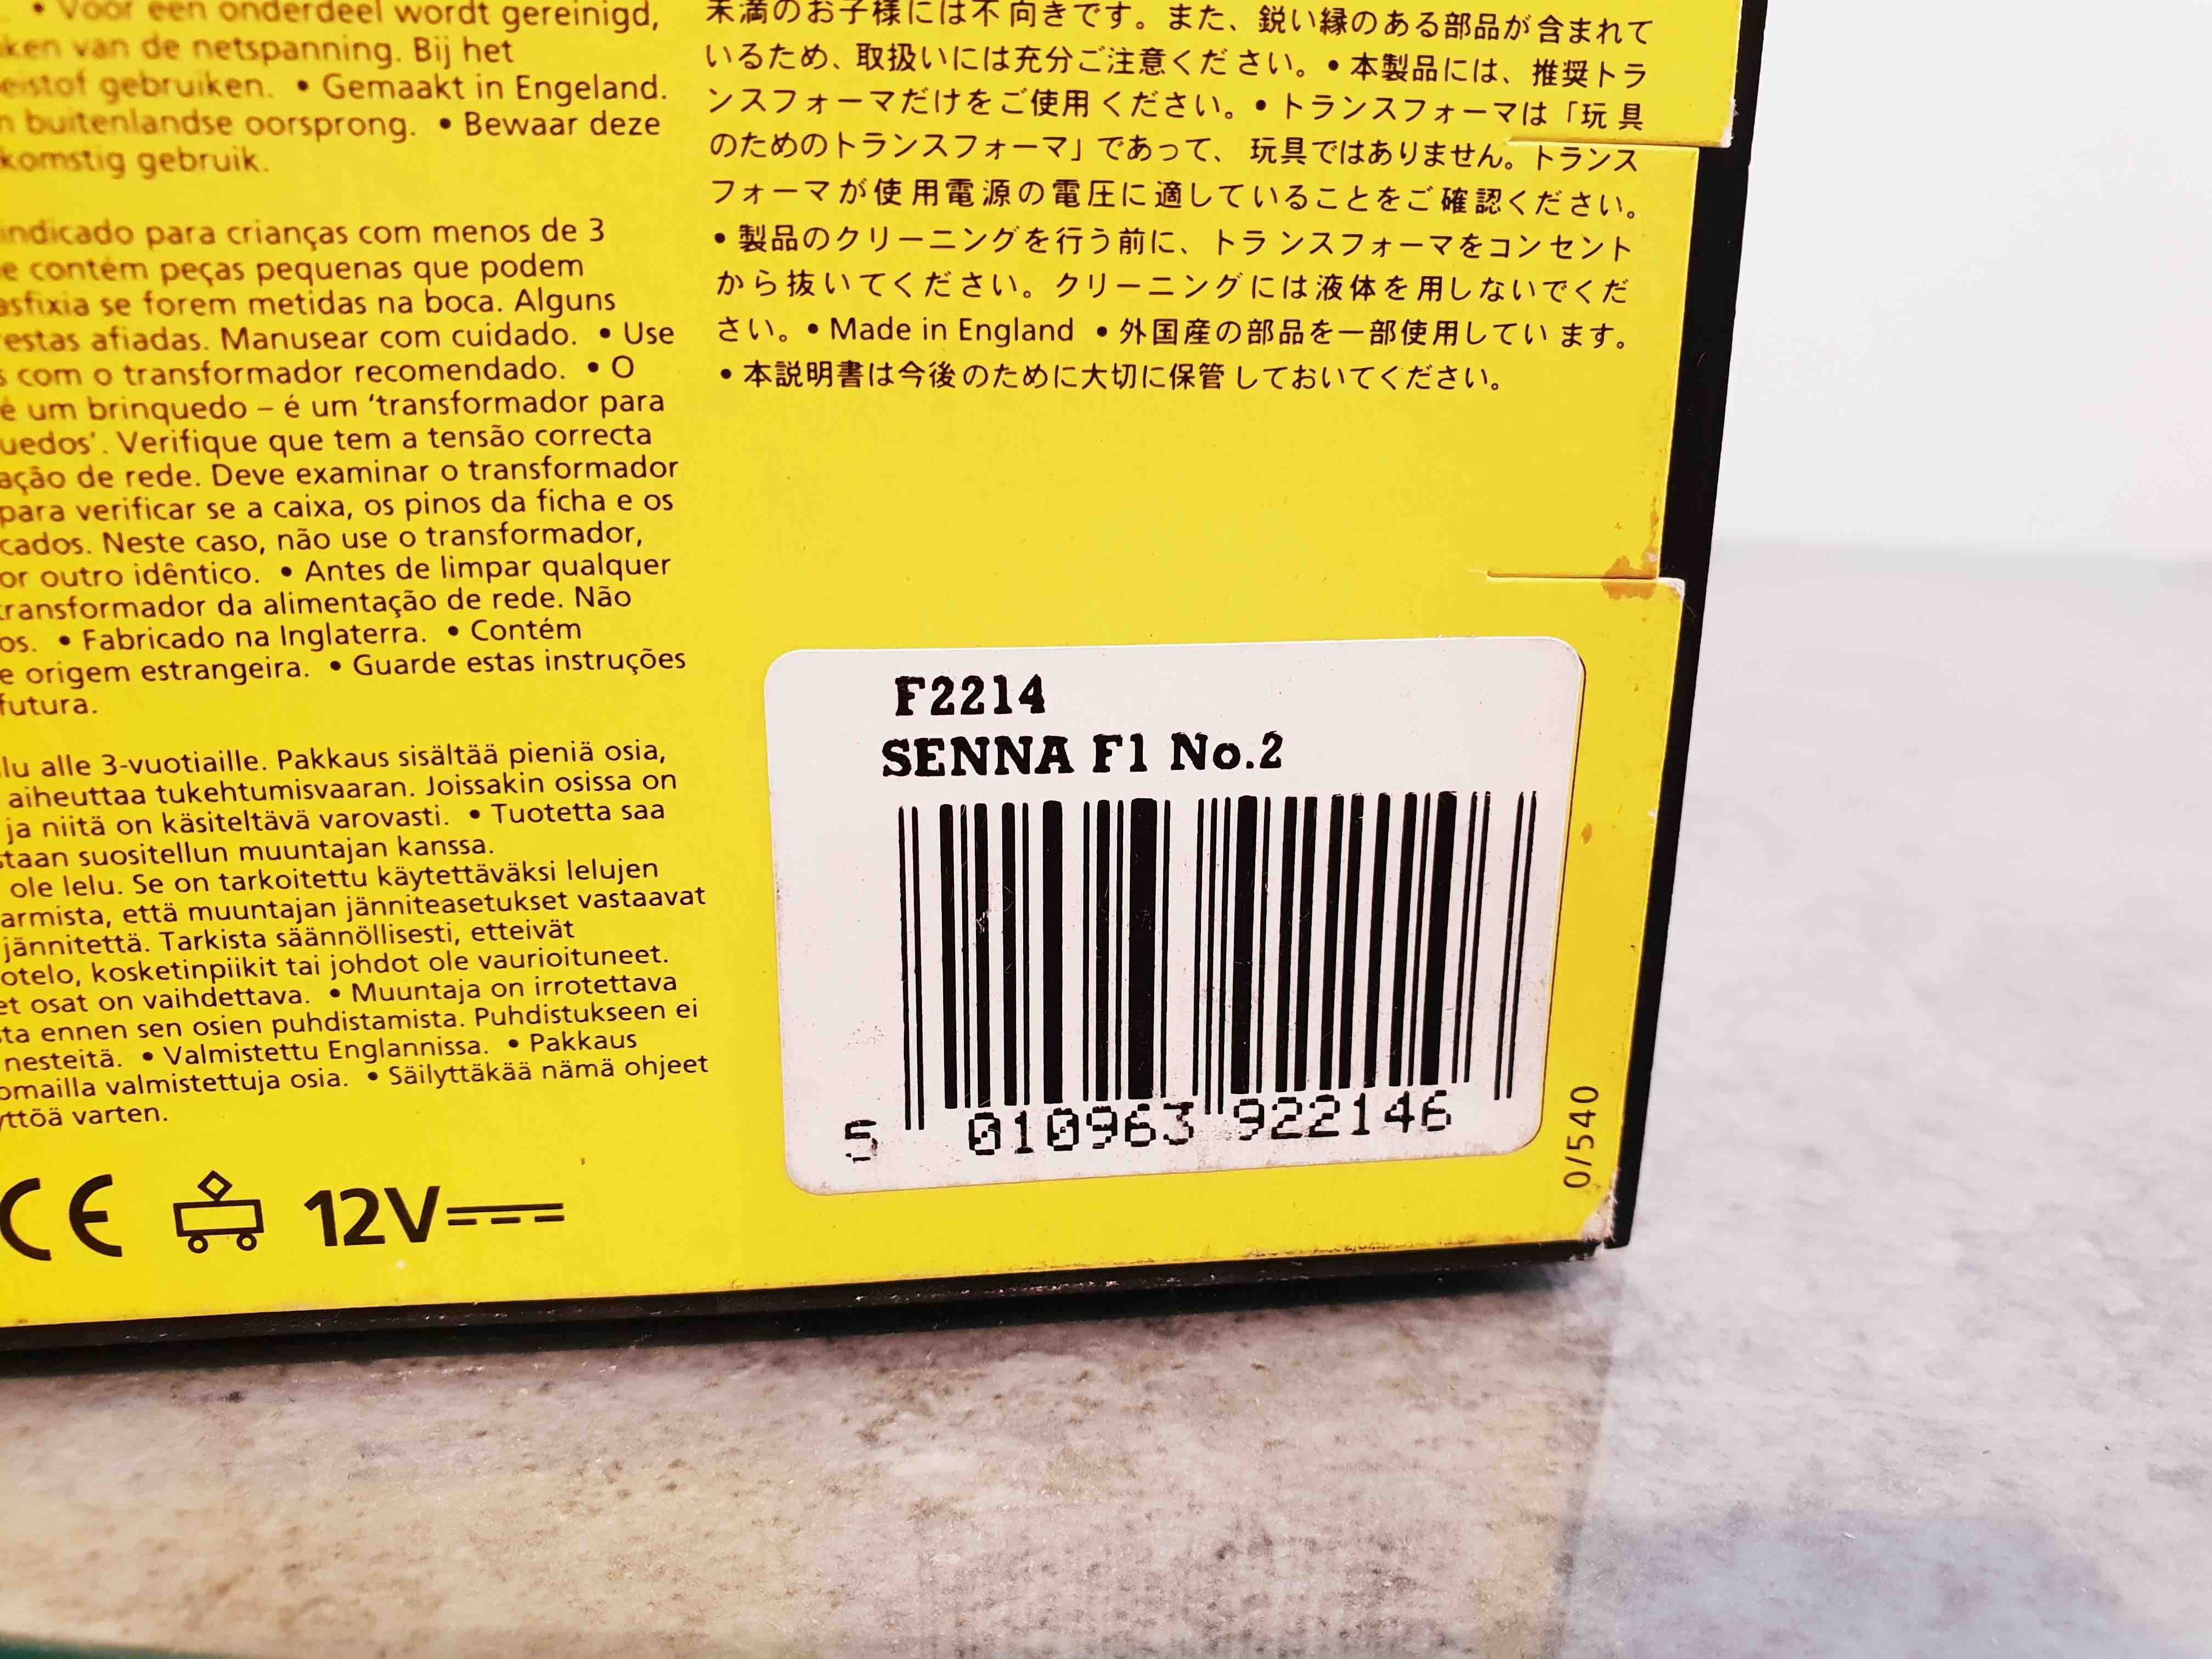 • Voor een onderdeel wordt gereinigd,
ken van de netspanning. Bij het
eistof gebruiken. • Gemaakt in Engeland.
n buitenlandse oorsprong. • Bewaar deze
komstig gebruik.
indicado para crianças com menos de 3
e contém peças pequenas que podem
asfixia se forem metidas na boca. Alguns
estas afiadas. Manusear com cuidado. • Use
s com o transformador recomendado. • O
é um brinquedo – é um ‘transformador para
uedos’. Verifique que tem a tensão correcta
ação de rede. Deve examinar o transformador
para verificar se a caixa, os pinos da ficha e os
cados. Neste caso, não use o transformador,
or outro idêntico. • Antes de limpar qualquer
transformador da alimentação de rede. Não
os. • Fabricado na Inglaterra. • Contém
e origem estrangeira. • Guarde estas instruções
futura.
lu alle 3-vuotiaille. Pakkaus sisältää pieniä osia,
aiheuttaa tukehtumisvaaran. Joissakin osissa on
ja niitä on käsiteltävä varovasti. • Tuotetta saa
staan suositellun muuntajan kanssa.
ole lelu. Se on tarkoitettu käytettäväksi lelujen
armista, että muuntajan jänniteasetukset vastaavat
jännitettä. Tarkista säännöllisesti, etteivät
otelo, kosketinpiikit tai johdot ole vaurioituneet.
et osat on vaihdettava. • Muuntaja on irrotettava
sta ennen sen osien puhdistamista. Puhdistukseen ei
nesteitä. • Valmistettu Englannissa. • Pakkaus
omailla valmistettuja osia. • Säilyttäkää nämä ohjeet
yttöä varten.
CE 12V
未満のお子様には不向きです。また、鋭い縁のある部品が含まれて
いるため、取扱いには充分ご注意ください。• 本製品には、推奨トラ
ンスフォーマだけをご使用ください。• トランスフォーマは「玩具
のためのトランスフォーマ」であって、玩具ではありません。トランス
フォーマが使用電源の電圧に適していることをご確認ください。
• 製品のクリーニングを行う前に、トランスフォーマをコンセント
から抜いてください。クリーニングには液体を用しないでくだ
さい。• Made in England • 外国産の部品を一部使用しています。
• 本説明書は今後のために大切に保管しておいてください。
F2214
SENNA F1 No.2
5 010963 922146
0/540